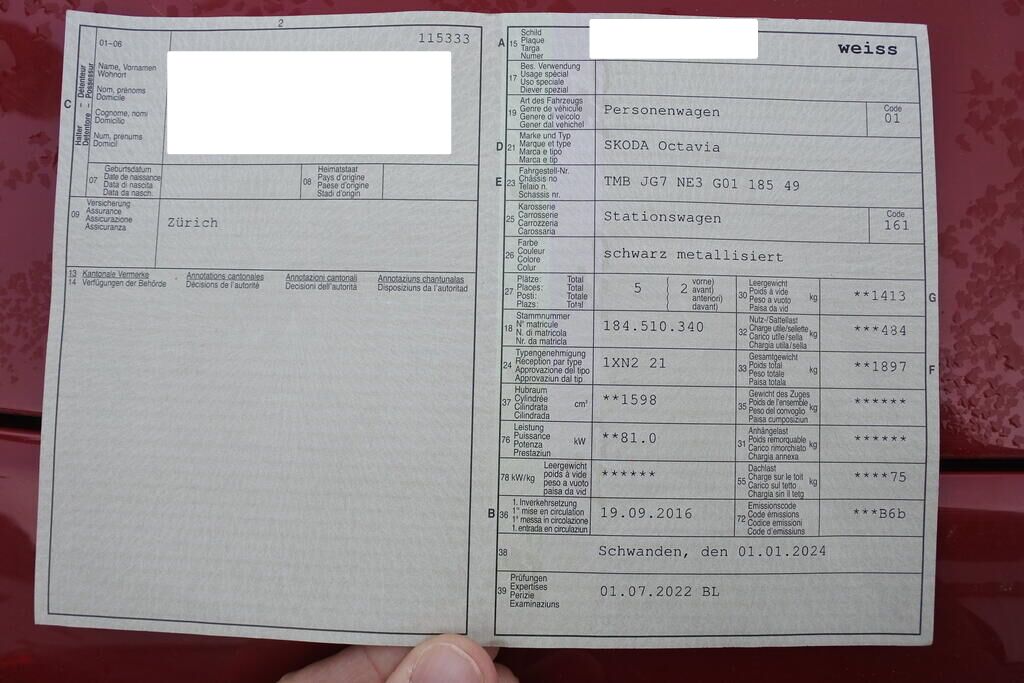 2
01-06
115333
C
Halter - Détenteur
Detentore - Possessur
Name, Vornamen
Wohnort
Nom, prénoms
Domicile
Cognome, nomi
Domicilio
Num, prenums
Domicil
07
Geburtsdatum
Date de naissance
Data di nascita
Data da nasch.
08
Heimatstaat
Pays d'origine
Paese d'origine
Stadi d'origin
09
Versicherung
Assurance
Assicurazione
Assicuranza
Zürich
13 Kantonale Vermerke Annotations cantonales Annotazioni cantonali Annotaziuns chantunalas
14 Verfügungen der Behörde Décisions de l'autorité Decisioni dell'autorità Disposiziuns da l'autoritad
A 15
Schild
Plaque
Targa
Numer
weiss
17
Bes. Verwendung
Usage spécial
Uso speciale
Diever spezial
19
Art des Fahrzeugs
Genre de véhicule
Genere di veicolo
Gener dal vehichel
Personenwagen
Code
01
D 21
Marke und Typ
Marque et type
Marca e tipo
Marca e tip
SKODA Octavia
E 23
Fahrgestell-Nr.
Châssis no
Telaio n.
Schassis nr.
TMB JG7 NE3 G01 185 49
25
Karosserie
Carrosserie
Carrozzeria
Carossaria
Stationswagen
Code
161
26
Farbe
Couleur
Colore
Colur
schwarz metallisiert
27
Plätze: Total
Places: Total
Posti: Totale
Plazs: Total
5
( 2 vorne)
avant)
anteriori)
davant)
30
Leergewicht
Poids à vide
Peso a vuoto
Paisa da vid
kg
**1413
G
18
Stammnummer
N° matricule
N. di matricola
Nr. da matricla
184.510.340
32
Nutz-/Sattellast
Charge utile/sellette
Carico utile/sella
Chargia utila/sella
kg
***484
24
Typengenehmigung
Réception par type
Approvazione del tipo
Approvaziun dal tip
1XN2 21
33
Gesamtgewicht
Poids total
Peso totale
Paisa totala
kg
**1897
F
37
Hubraum
Cylindrée
Cilindrata
Cilindrada
cm³
**1598
35
Gewicht des Zuges
Poids de l'ensemble
Peso del convoglio
Paisa cumposiziun
kg
******
76
Leistung
Puissance
Potenza
Prestaziun
kW
**81.0
31
Anhängelast
Poids remorquable
Carico rimorchiato
Chargia annexa
kg
******
78 kW/kg
Leergewicht
poids à vide
peso a vuoto
paisa da vid
******
55
Dachlast
Charge sur le toit
Carico sul tetto
Chargia sin il tetg
kg
****75
B 36
1. Inverkehrsetzung
1re mise en circulation
1a messa in circolazione
1. entrada en circulaziun
19.09.2016
72
Emissionscode
Code émissions
Codice emissioni
Code d'emissiuns
***B6b
38
Schwanden, den 01.01.2024
39
Prüfungen
Expertises
Perizie
Examinaziuns
01.07.2022 BL